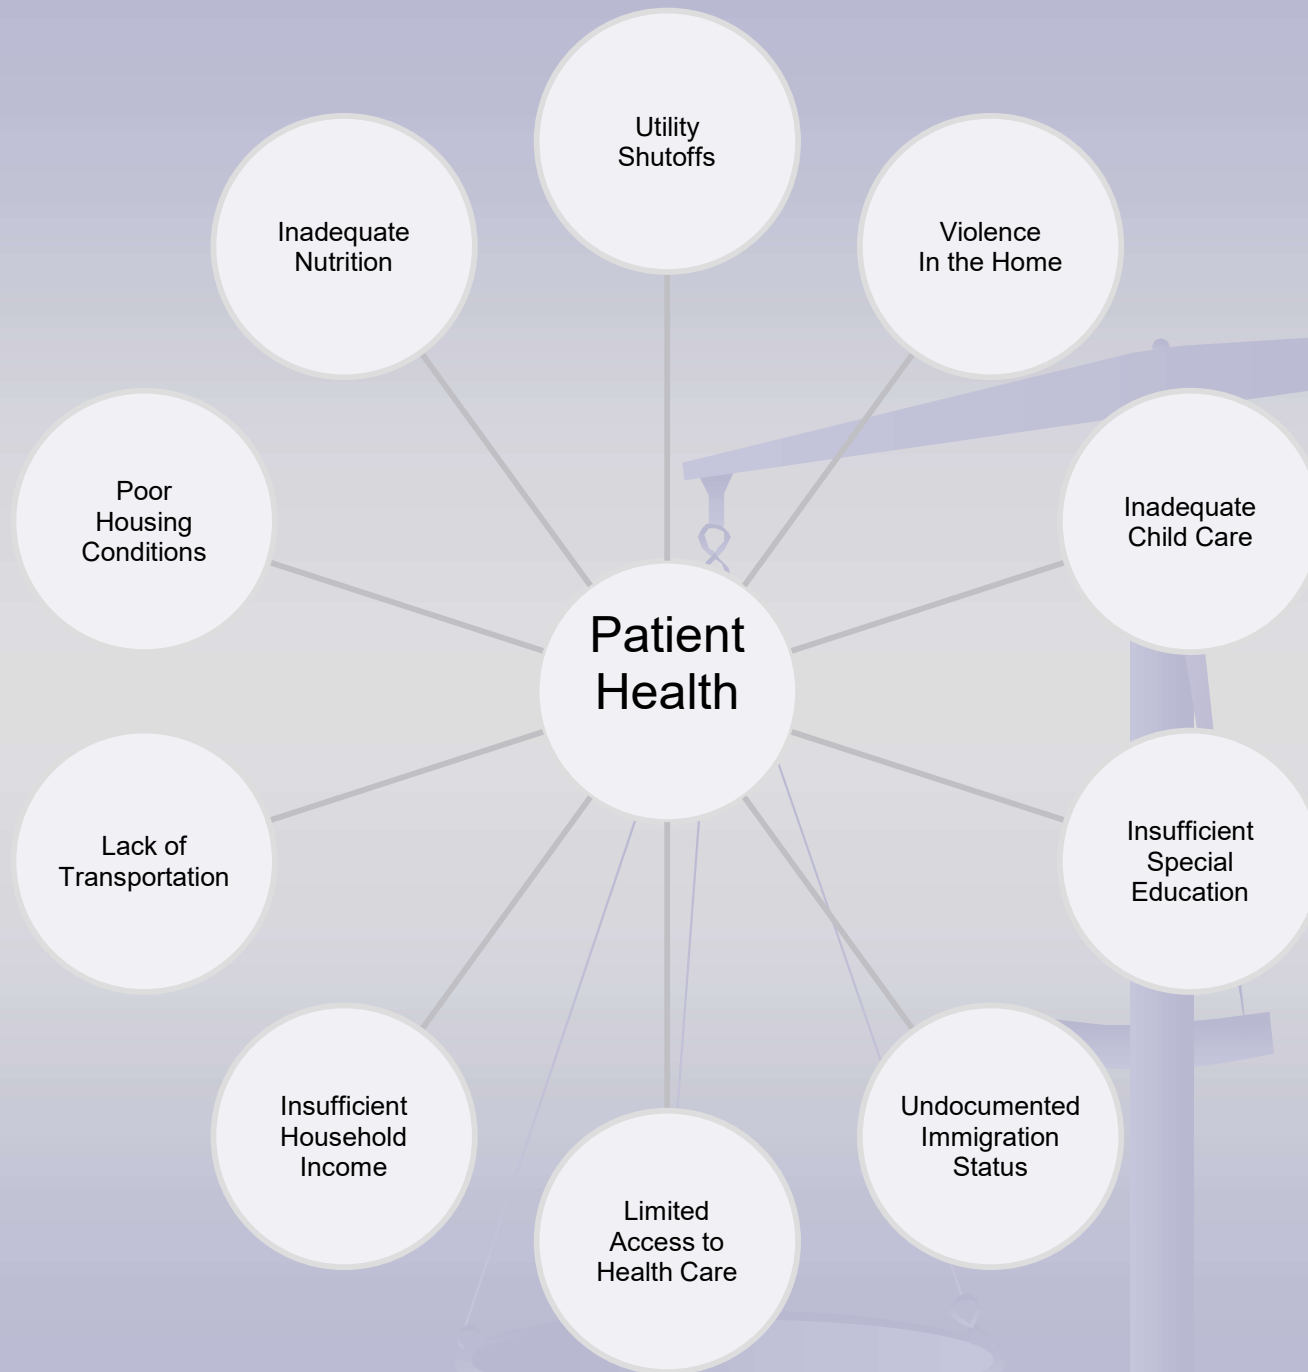 Utility
Shutoffs
Violence
In the Home
Inadequate
Child Care
Insufficient
Special
Education
Undocumented
Immigration
Status
Limited
Access to
Health Care
Insufficient
Household
Income
Lack of
Transportation
Poor
Housing
Conditions
Inadequate
Nutrition
Patient
Health